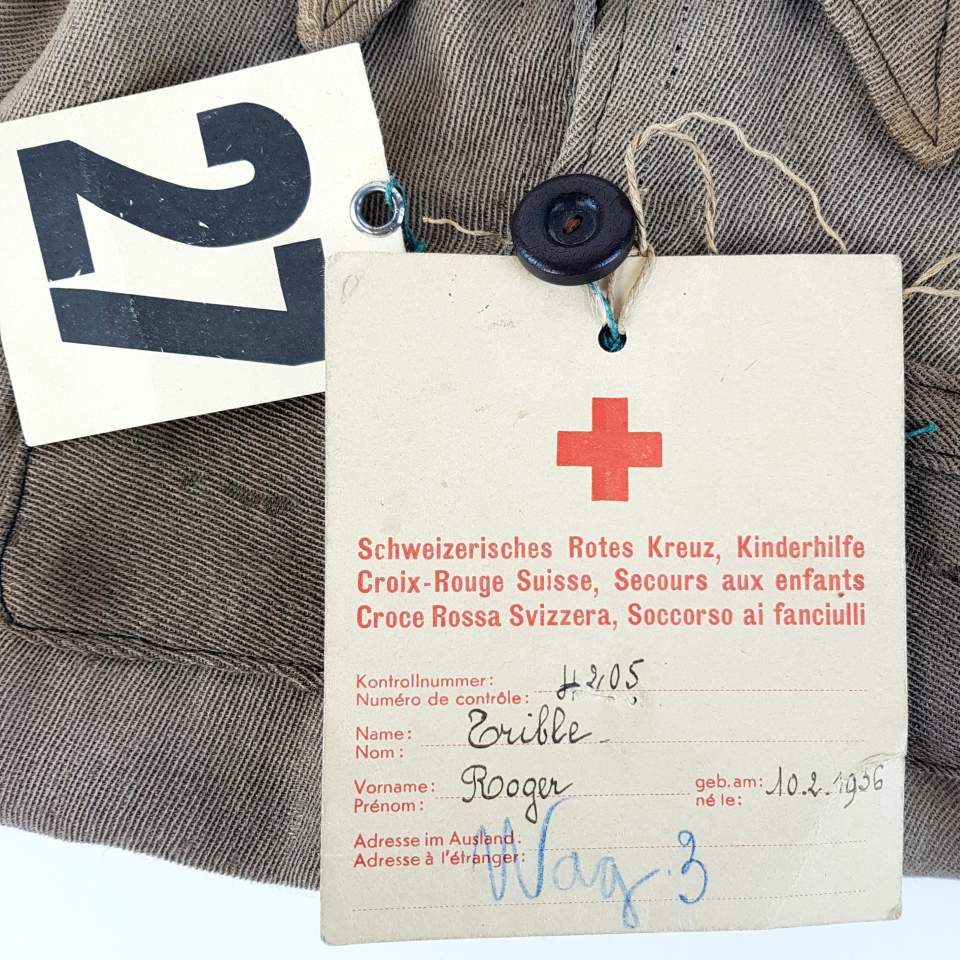 27
Schweizerisches Rotes Kreuz, Kinderhilfe
Croix-Rouge Suisse, Secours aux enfants
Croce Rossa Svizzera, Soccorso ai fanciulli
Kontrollnummer:
Numéro de contrôle: 4205
Name: Trible
Nom:
Vorname: Roger geb. am: 10.2.1936
Prénom: né le:
Adresse im Ausland:
Adresse à l'étranger:
Wag. 3